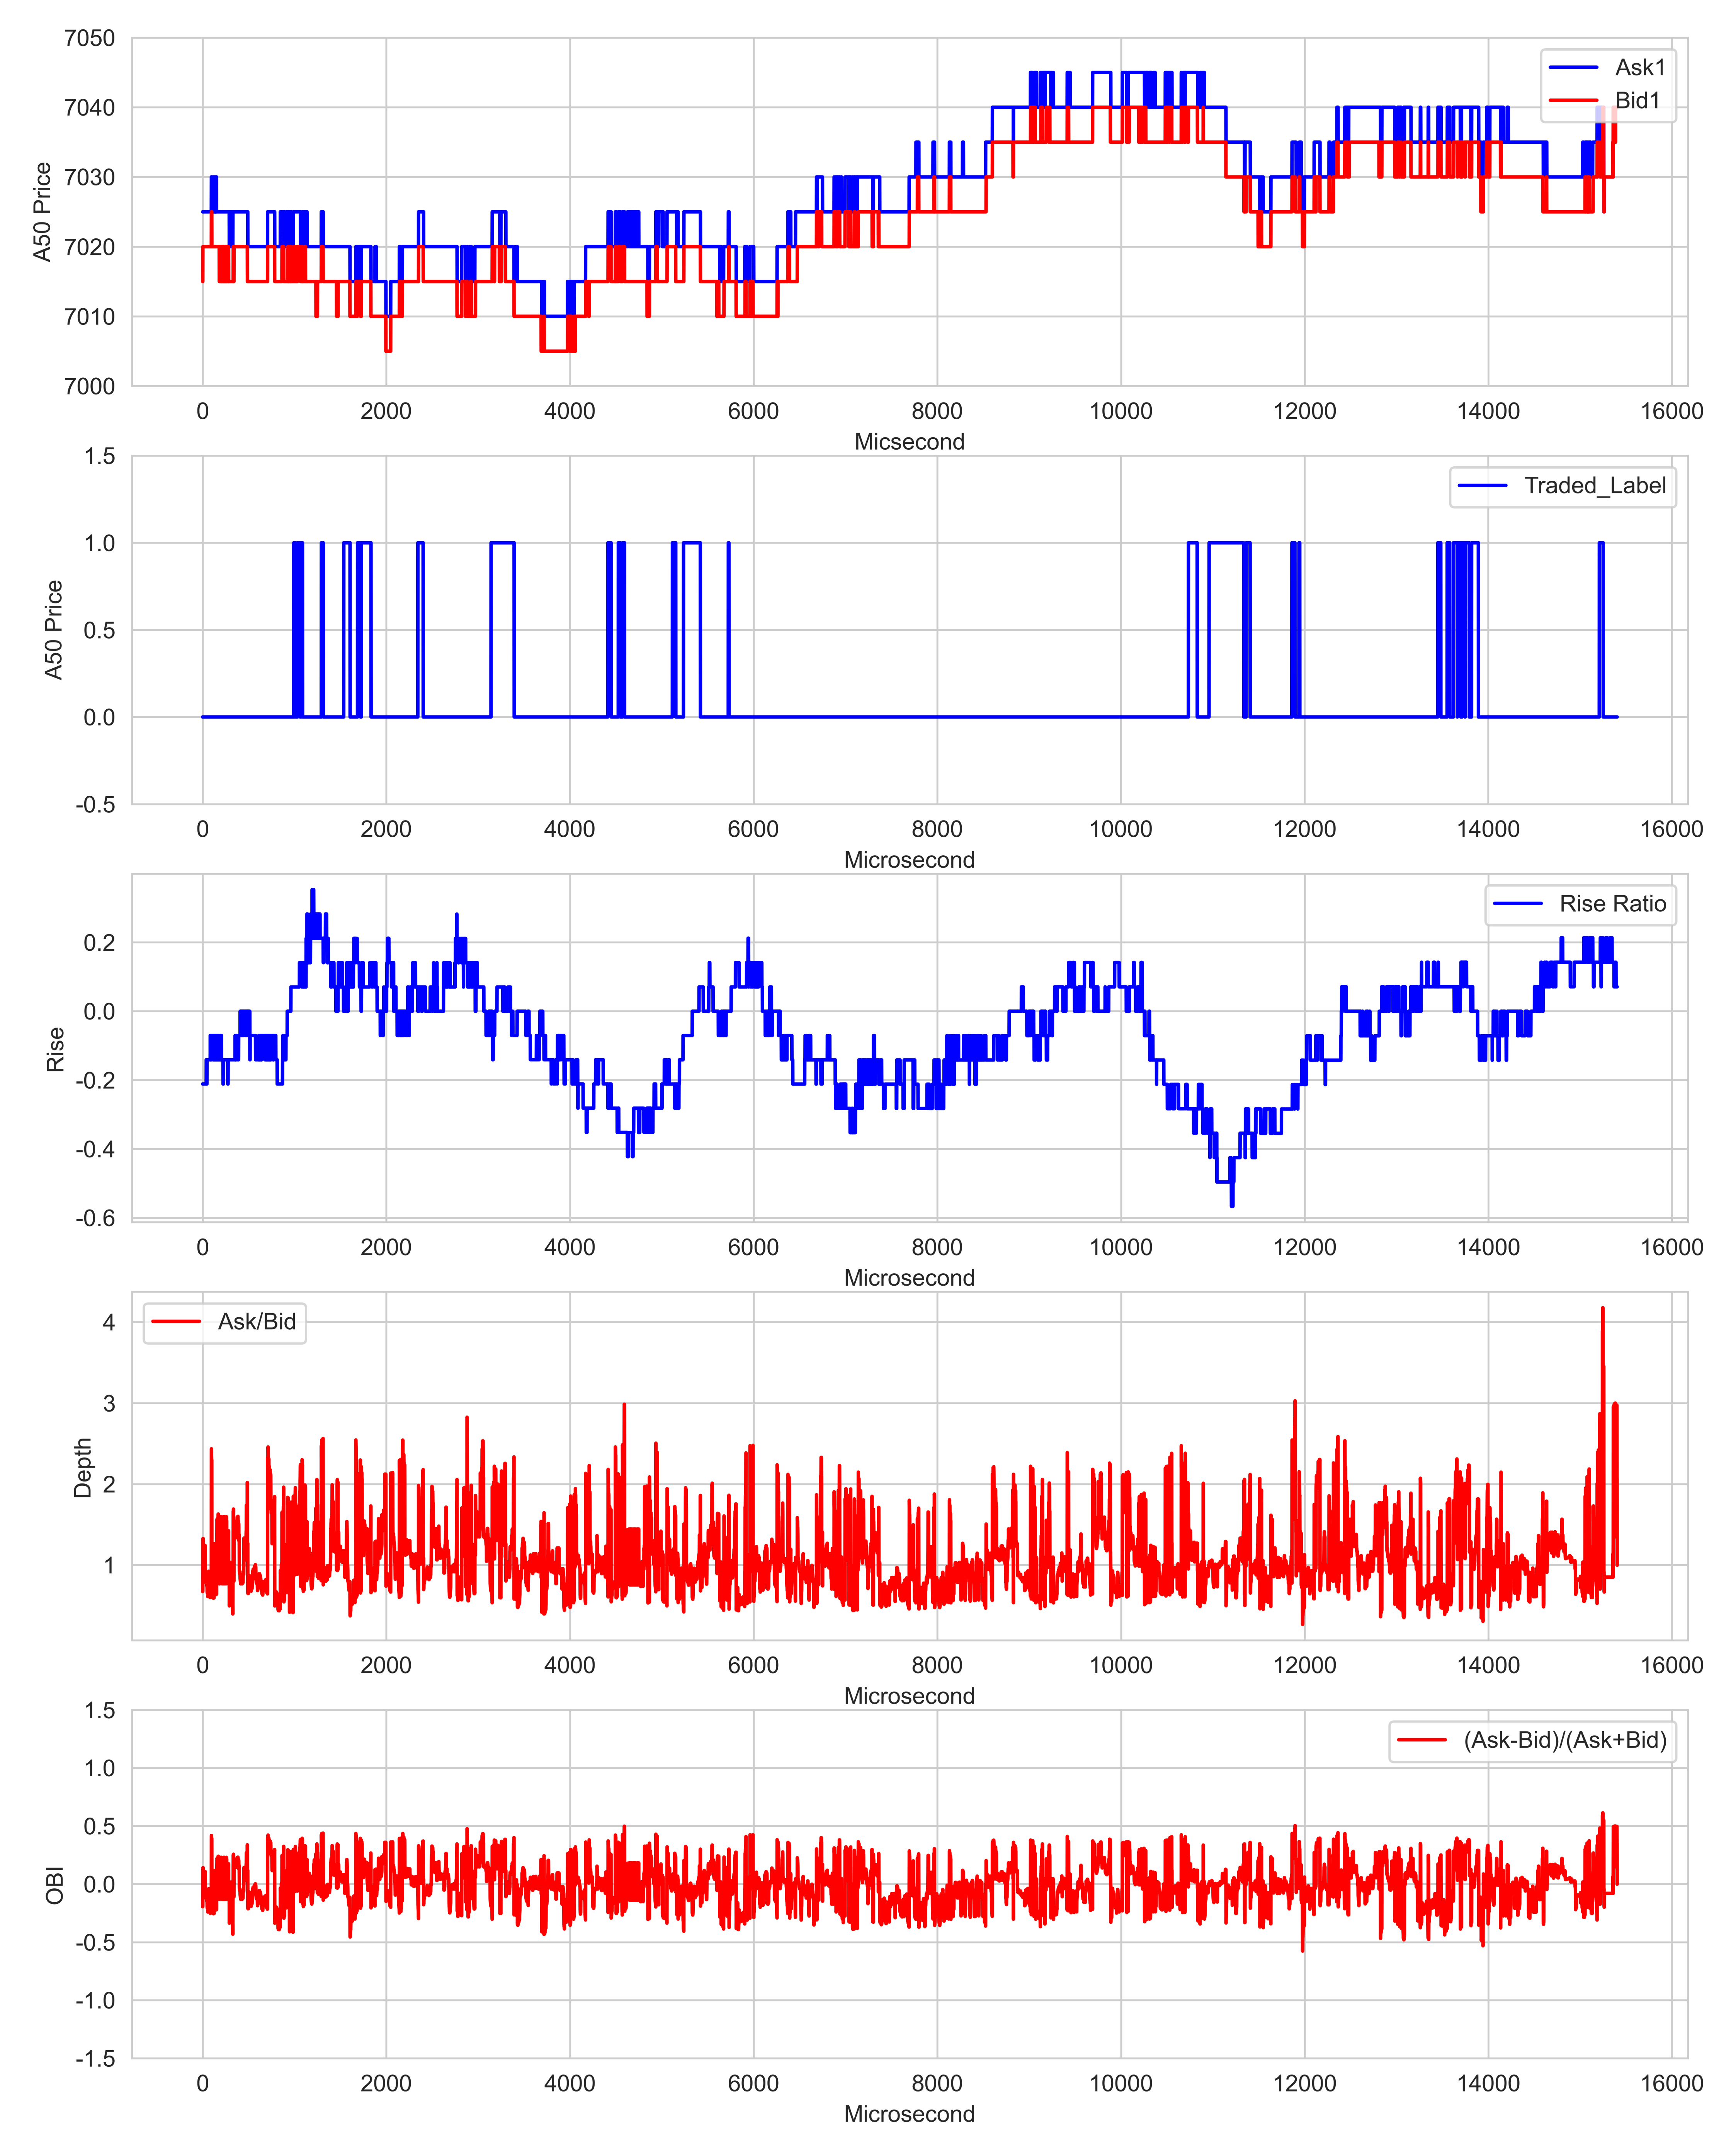 7050
7040
7030
7020
7010
7000
A50 Price
Ask1
Bid1
0 2000 4000 6000 8000 10000 12000 14000 16000
Micsecond
1.5
1.0
0.5
0.0
-0.5
A50 Price
Traded_Label
0 2000 4000 6000 8000 10000 12000 14000 16000
Microsecond
0.2
0.0
-0.2
-0.4
-0.6
Rise
Rise Ratio
0 2000 4000 6000 8000 10000 12000 14000 16000
Microsecond
4
3
2
1
Depth
Ask/Bid
0 2000 4000 6000 8000 10000 12000 14000 16000
Microsecond
1.5
1.0
0.5
0.0
-0.5
-1.0
-1.5
OBI
(Ask-Bid)/(Ask+Bid)
0 2000 4000 6000 8000 10000 12000 14000 16000
Microsecond